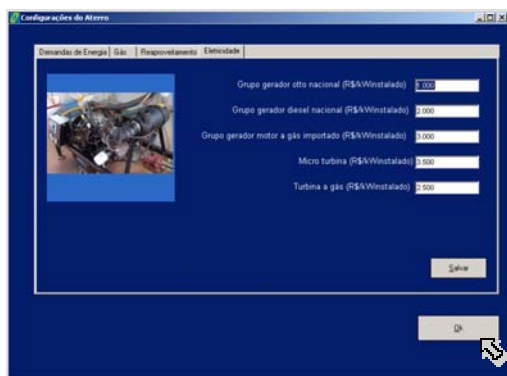 Configurações do Aterro
Demandas de Energia Gás Reaproveitamento Eletricidade
Grupo gerador otto nacional (R$/kWinstalado) 1.000
Grupo gerador diesel nacional (R$/kWinstalado) 2.000
Grupo gerador motor a gás importado (R$/kWinstalado) 3.000
Micro turbina (R$/kWinstalado) 3.500
Turbina a gás (R$/kWinstalado) 2.500
Salvar
Ok